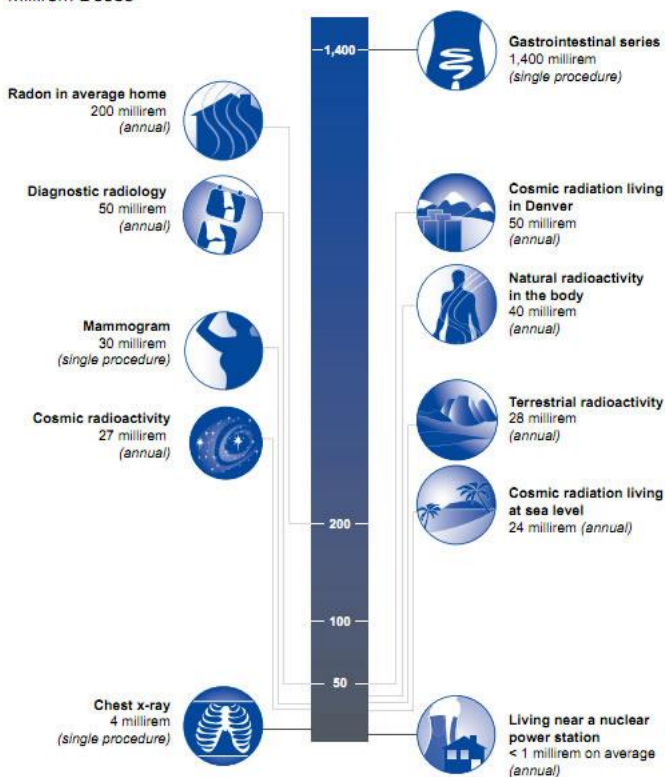 Millirem Doses
1,400
Gastrointestinal series
1,400 millirem
(single procedure)
Radon in average home
200 millirem
(annual)
Diagnostic radiology
50 millirem
(annual)
Cosmic radiation living
in Denver
50 millirem
(annual)
Natural radioactivity
in the body
40 millirem
(annual)
Mammogram
30 millirem
(single procedure)
Terrestrial radioactivity
28 millirem
(annual)
Cosmic radioactivity
27 millirem
(annual)
Cosmic radiation living
at sea level
24 millirem (annual)
200
100
50
Chest x-ray
4 millirem
(single procedure)
Living near a nuclear
power station
< 1 millirem on average
(annual)